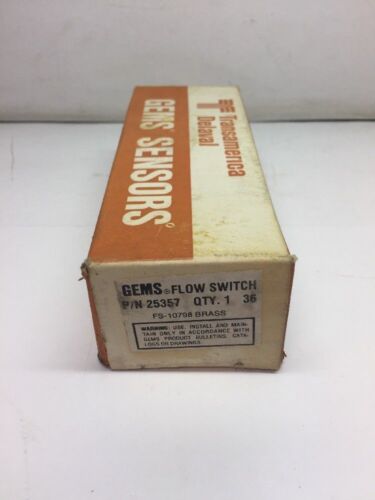 Transamerica
Delaval
GEMS® SENSORS
GEMS® FLOW SWITCH
P/N 25357 QTY. 1 36
FS-10798 BRASS
WARNING: USE, INSTALL AND MAIN-
TAIN ONLY IN ACCORDANCE WITH
GEMS PRODUCT BULLETINS, CATA-
LOGS OR DRAWINGS.